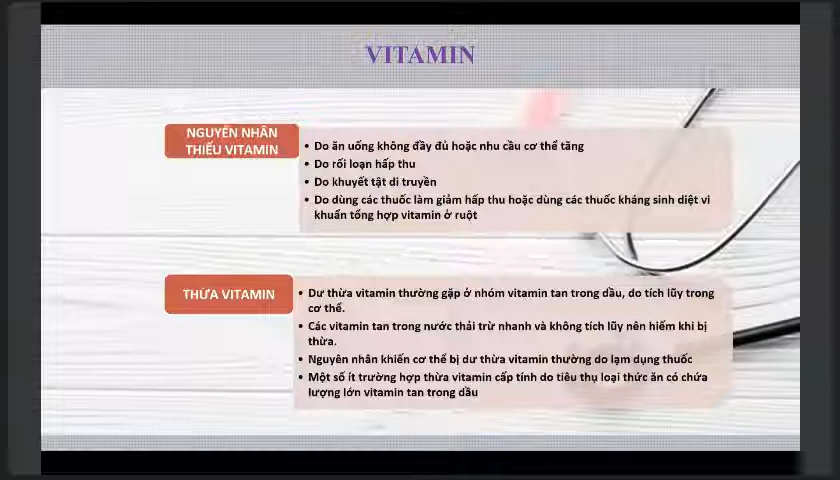 VITAMIN
NGUYÊN NHÂN
THIẾU VITAMIN
• Do ăn uống không đầy đủ hoặc nhu cầu cơ thể tăng
• Do rối loạn hấp thu
• Do khuyết tật di truyền
• Do dùng các thuốc làm giảm hấp thu hoặc dùng các thuốc kháng sinh diệt vi
khuẩn tổng hợp vitamin ở ruột
THỪA VITAMIN
• Dư thừa vitamin thường gặp ở nhóm vitamin tan trong dầu, do tích lũy trong
cơ thể.
• Các vitamin tan trong nước thải trừ nhanh và không tích lũy nên hiếm khi bị
thừa.
• Nguyên nhân khiến cơ thể bị dư thừa vitamin thường do lạm dụng thuốc
• Một số ít trường hợp thừa vitamin cấp tính do tiêu thụ loại thức ăn có chứa
lượng lớn vitamin tan trong dầu